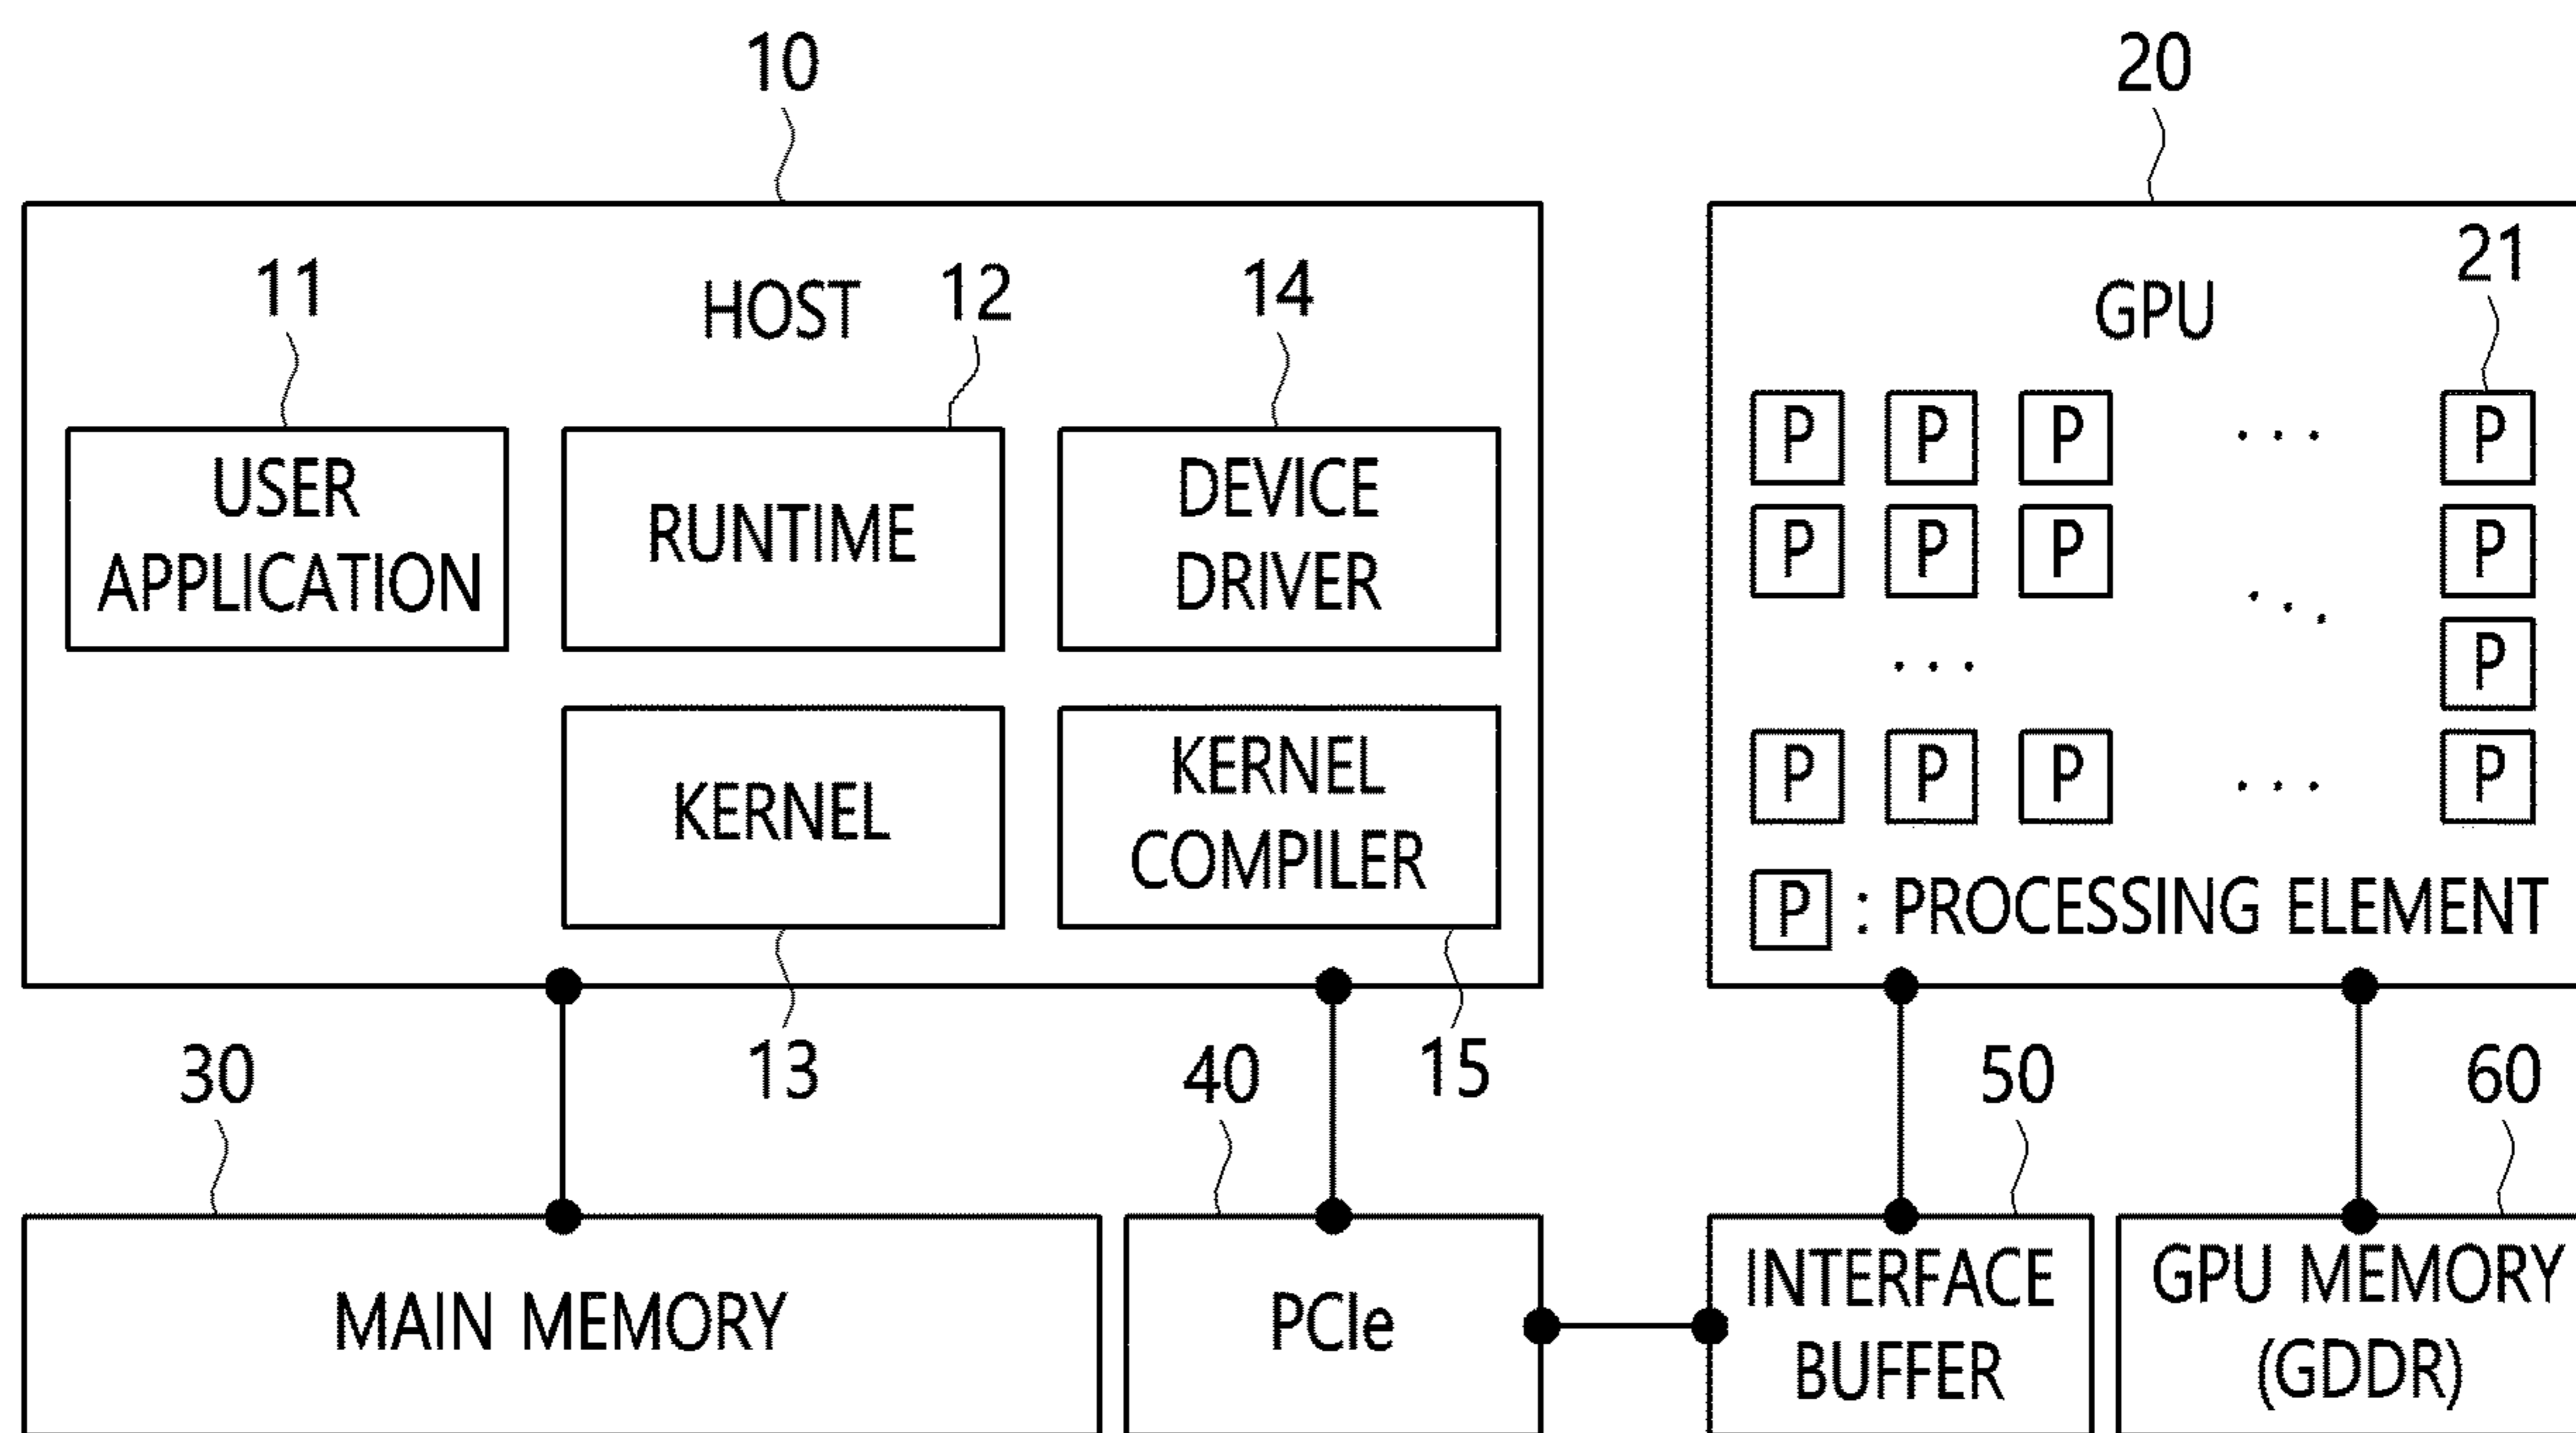 10
20
11
HOST
12
14
GPU
21
USER
APPLICATION
RUNTIME
DEVICE
DRIVER
P P P ... P
P P P ... P
... P
P P P ... P
KERNEL
KERNEL
COMPILER
P : PROCESSING ELEMENT
30
13
40
15
50
60
MAIN MEMORY
PCIe
INTERFACE
BUFFER
GPU MEMORY
(GDDR)